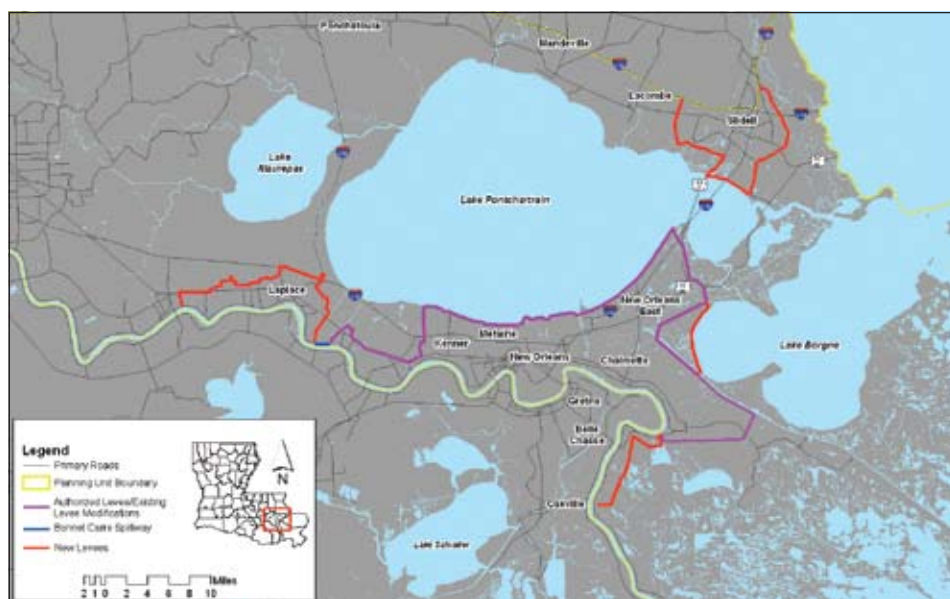 Ponchatoula
Mandeville
Lacombe
Slidell
Lake
Maurepas
Lake Pontchartrain
Laplace
New Orleans
East
Kenner
Metairie
New Orleans
Chalmette
Lake Borgne
Gretna
Belle
Chasse
Caernarvon
Lake Salvador
Legend
Primary Roads
Planning Unit Boundary
Authorized Levees/Existing
Levee Modifications
Bonnet Carre Spillway
New Levees
N
Miles
2 1 0 2 4 6 8 10